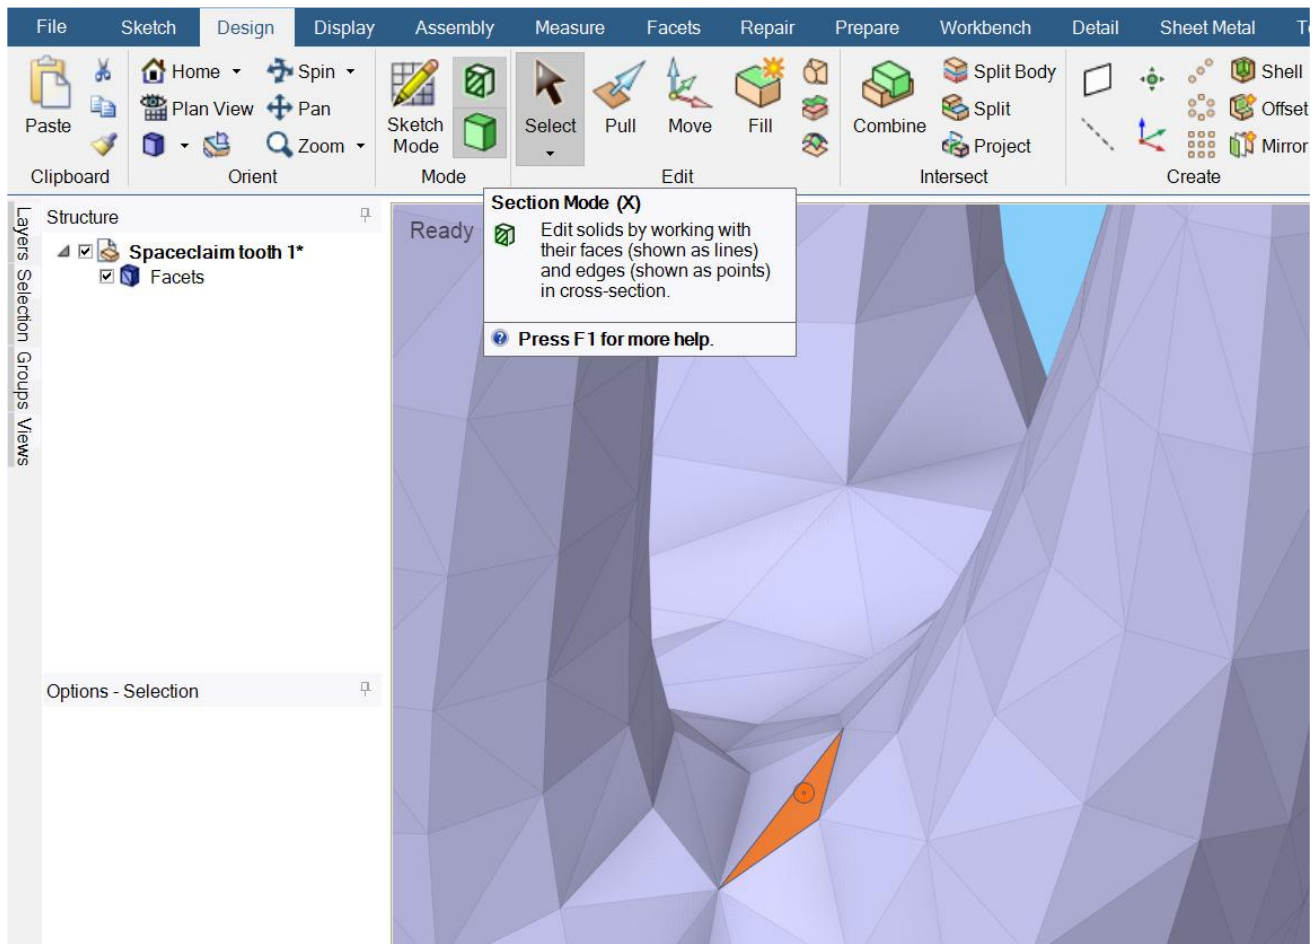 File Sketch Design Display Assembly Measure Facets Repair Prepare Workbench Detail Sheet Metal
Paste
Home
Plan View
Spin
Pan
Zoom
Sketch
Mode
Select
Pull
Move
Fill
Combine
Split Body
Split
Project
Shell
Offset
Mirror
Clipboard Orient Mode Edit Intersect Create
Layers Selection Groups Views
Structure
Spaceclaim tooth 1*
Facets
Options - Selection
Ready
Section Mode (X)
Edit solids by working with
their faces (shown as lines)
and edges (shown as points)
in cross-section.
Press F1 for more help.